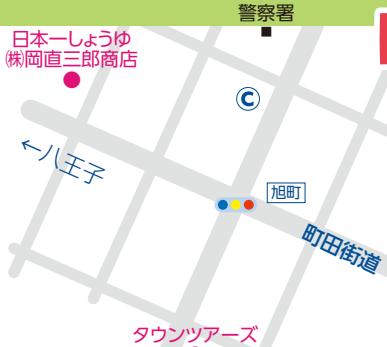 警察署
日本一しょうゆ
㈱岡直三郎商店
C
←八王子
旭町
町田街道
タウンツアーズ